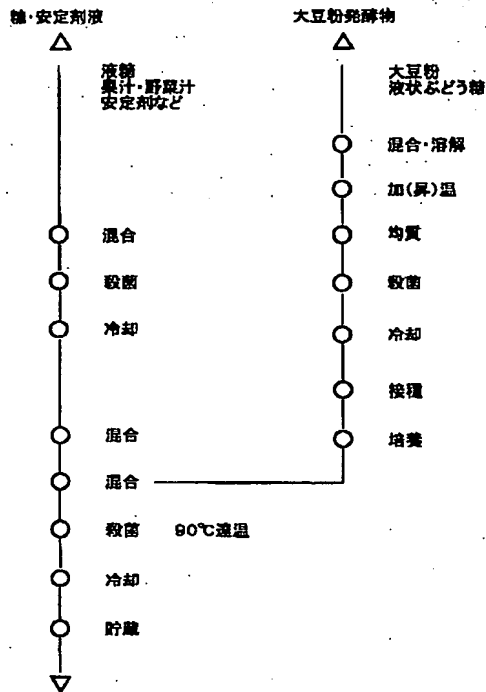 糖・安定剤液
液糖
果汁・野菜汁
安定剤など
混合
殺菌
冷却
混合
混合
殺菌 90℃達温
冷却
貯蔵
大豆粉発酵物
大豆粉
液状ぶどう糖
混合・溶解
加(昇)温
均質
殺菌
冷却
接種
培養